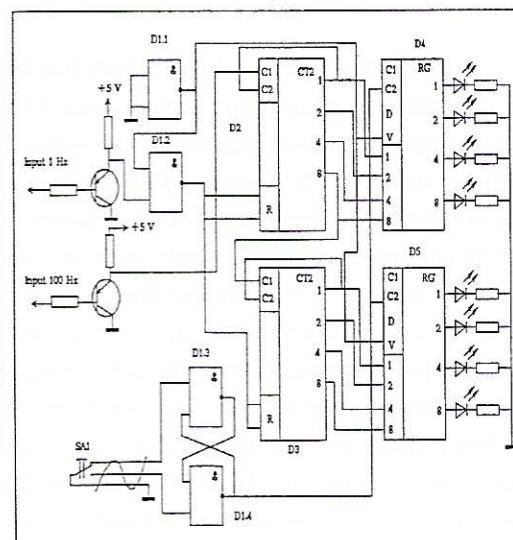 D1.1
+5 V
D1.2
Input 1 Hz
+5 V
Input 100 Hz
D2
C1 CT2 1
C2
2
4
8
R
D4
C1 RG
C2 1
D 2
V
1 4
2
4 8
8
D5
C1 RG
C2 1
D 2
V
1 4
2
4 8
8
C1 CT2 1
C2
2
4
8
R
D3
D1.3
SA1
D1.4